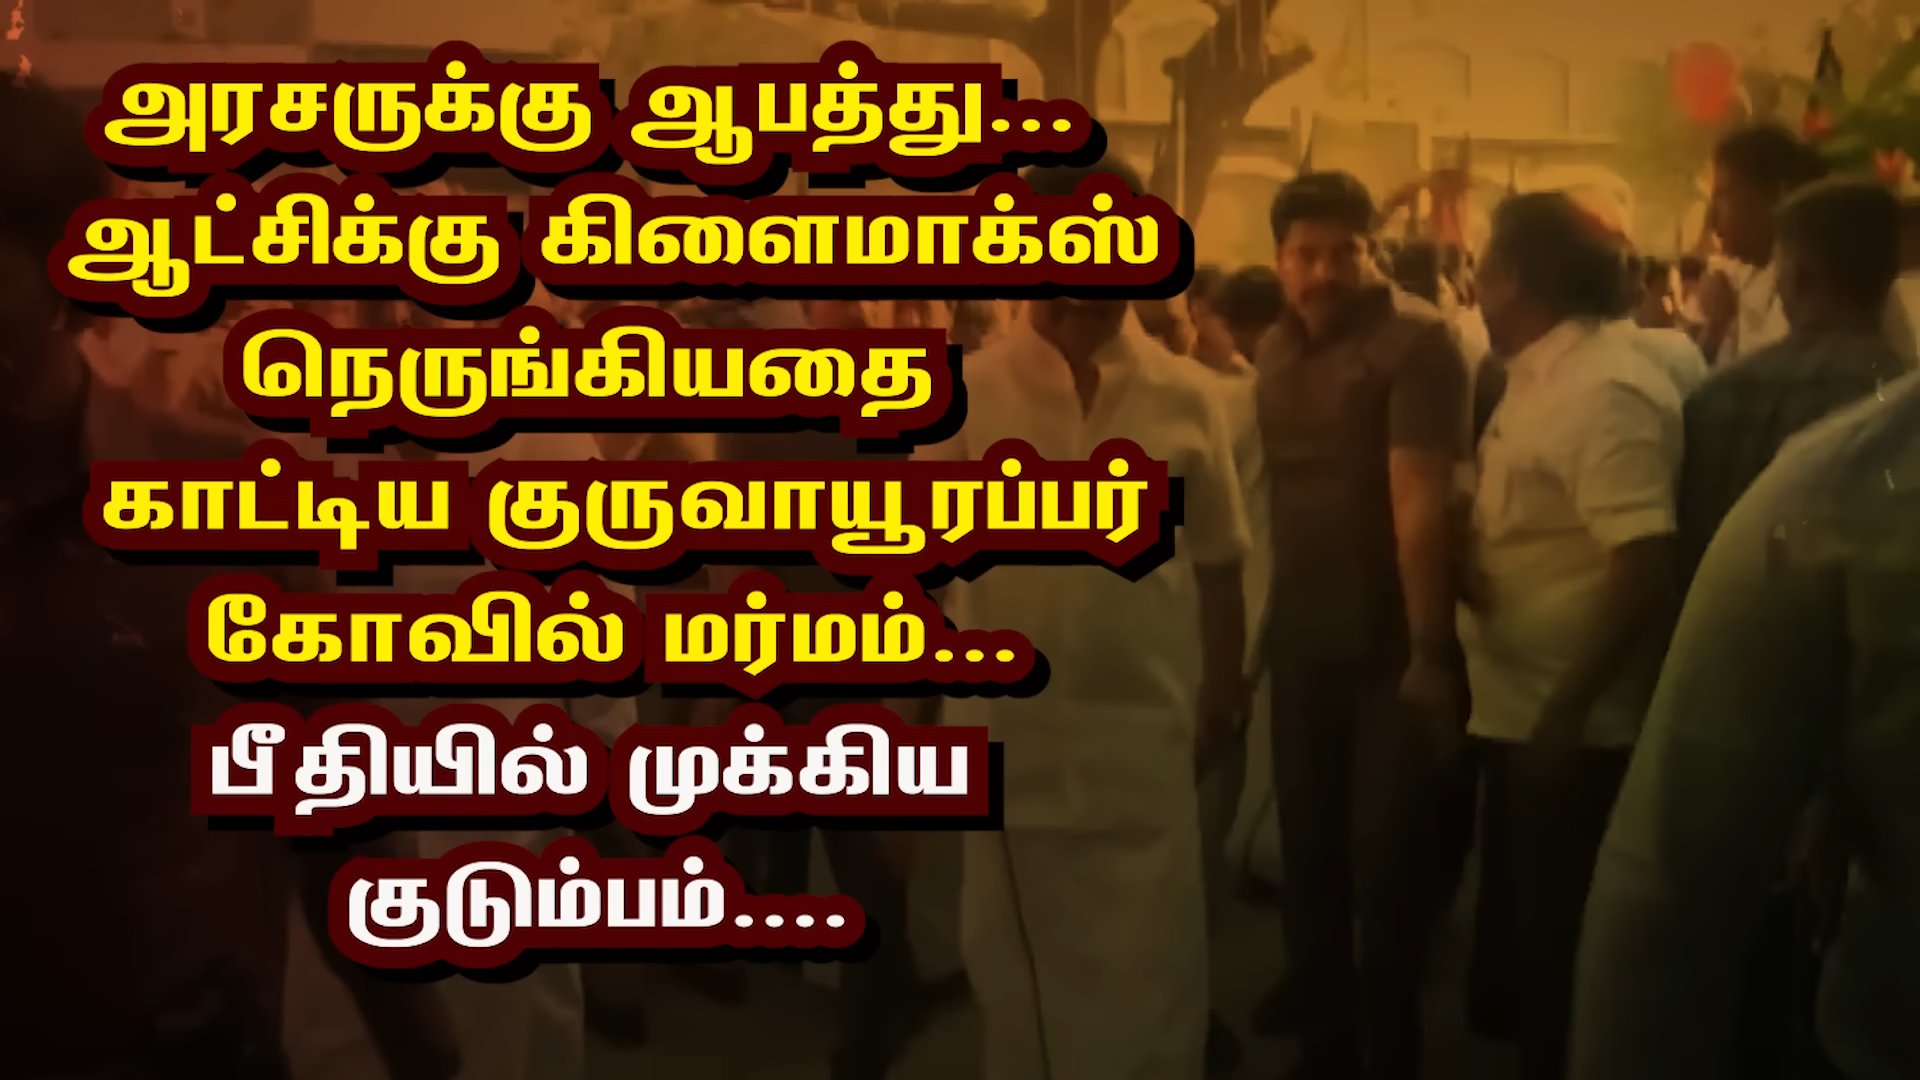 அரசருக்கு ஆபத்து...
ஆட்சிக்கு கிளைமாக்ஸ்
நெருங்கியதை
காட்டிய குருவாயூரப்பர்
கோவில் மர்மம்...
பீதியில் முக்கிய
குடும்பம்....